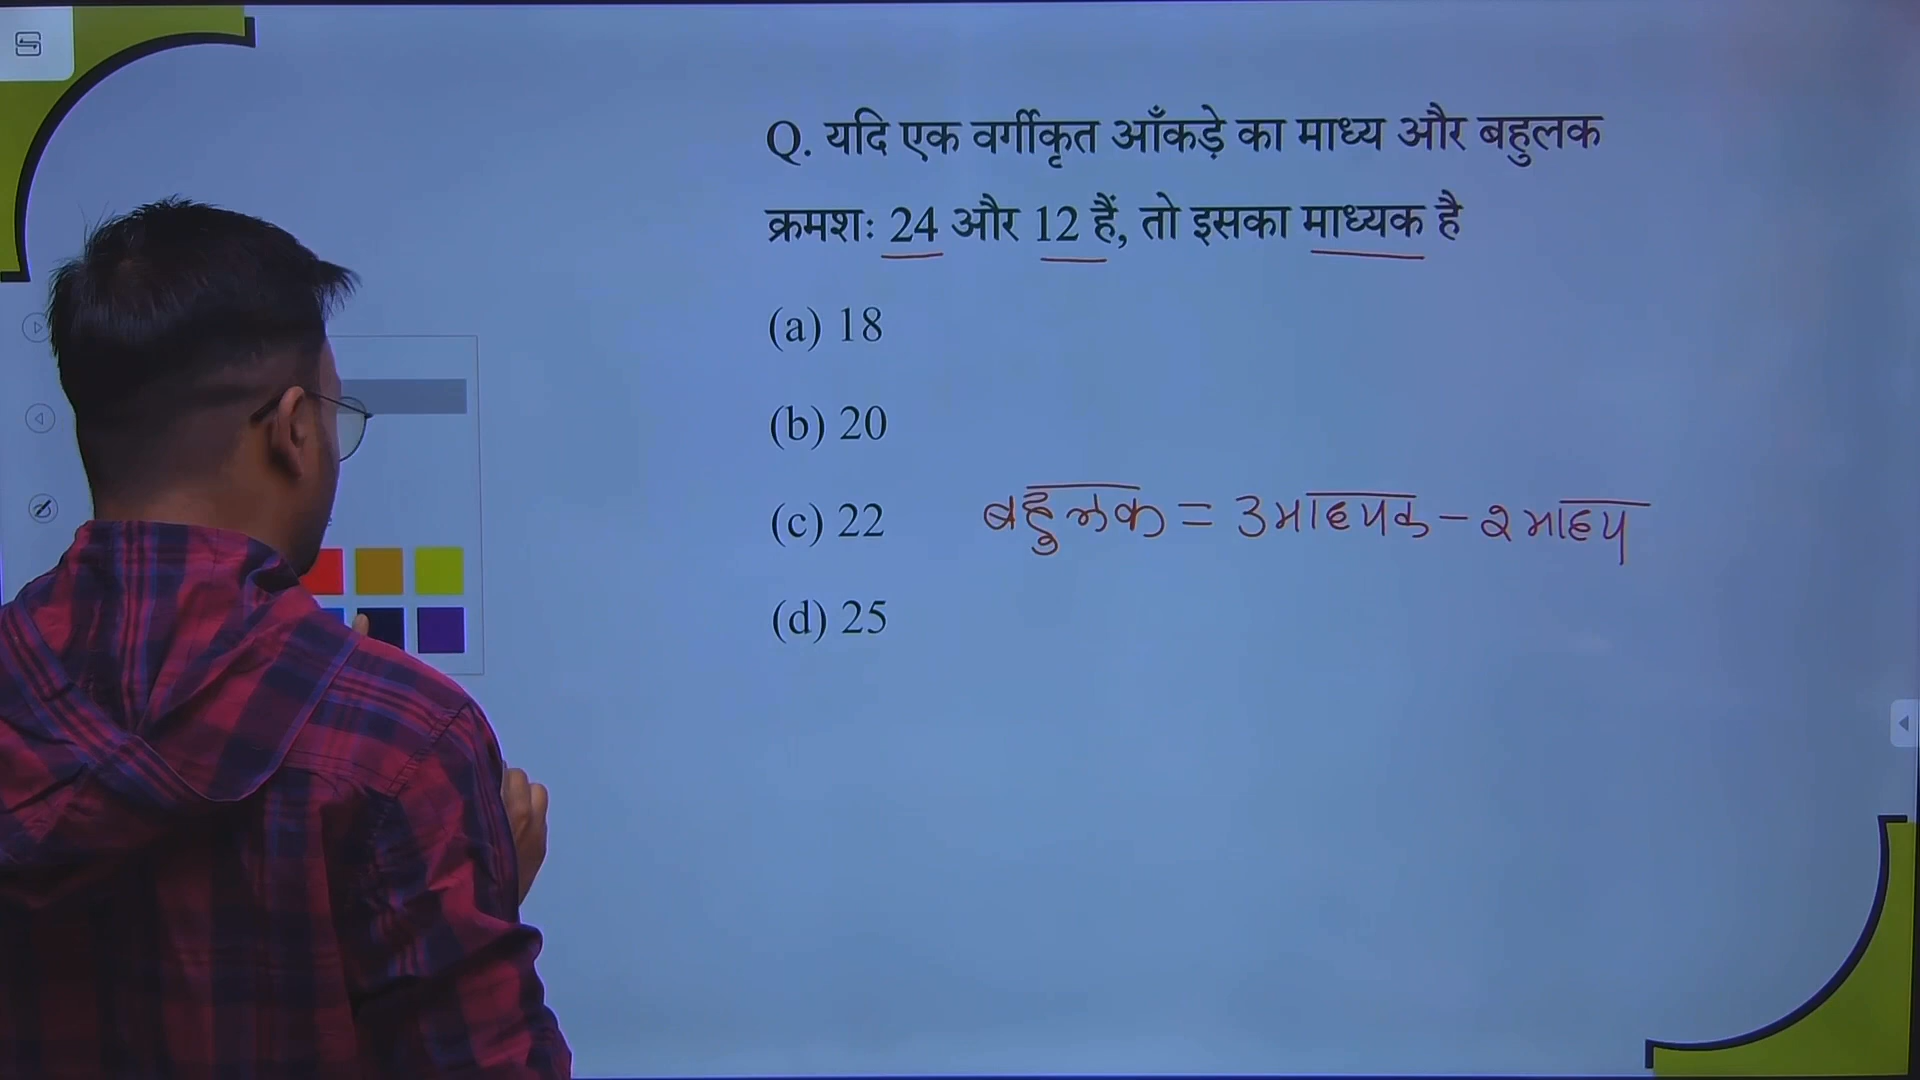 Q. यदि एक वर्गीकृत आँकड़े का माध्य और बहुलक
क्रमशः 24 और 12 हैं, तो इसका माध्यक है
(a) 18
(b) 20
(c) 22
बहुलक = 3माध्यक - २माध्य
(d) 25